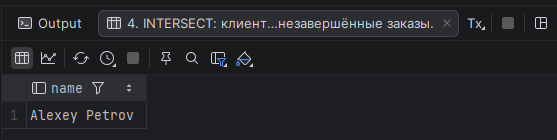 Output
4. INTERSECT: клиент...незавершённые заказы.
Tx
name
1 Alexey Petrov